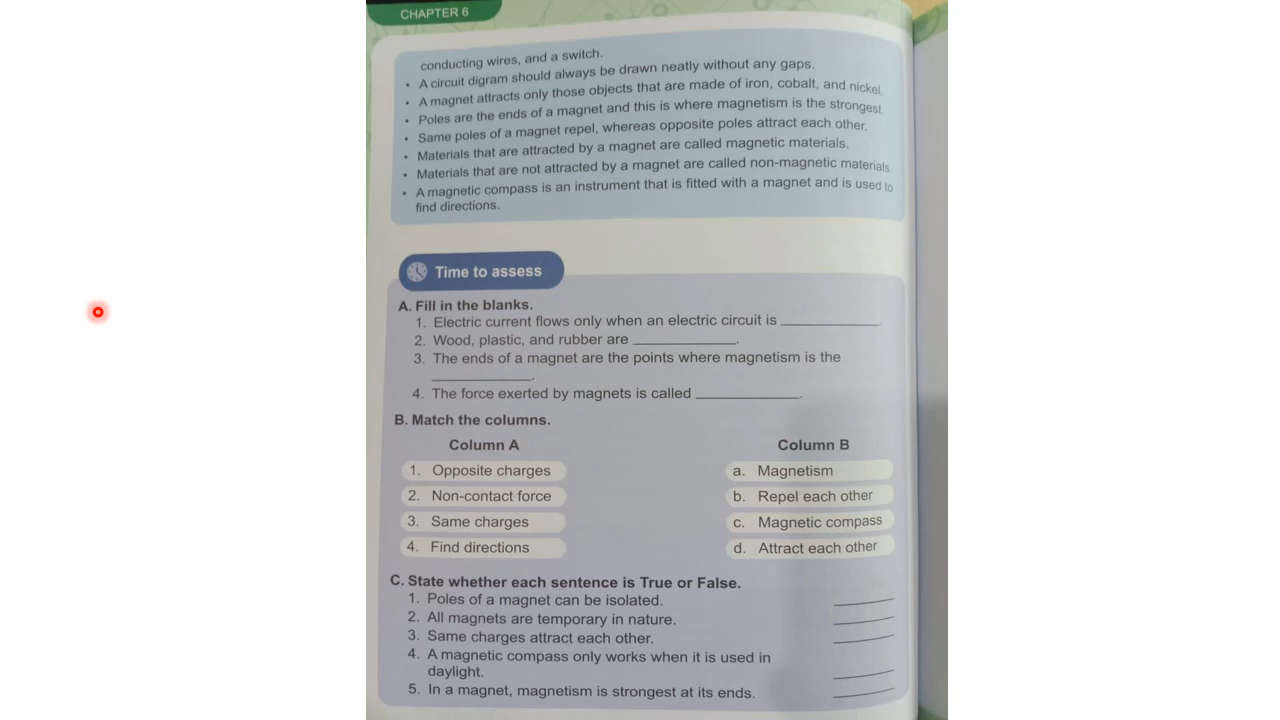 CHAPTER 6
conducting wires, and a switch.
• A circuit digram should always be drawn neatly without any gaps.
• A magnet attracts only those objects that are made of iron, cobalt, and nickel.
• Poles are the ends of a magnet and this is where magnetism is the strongest.
• Same poles of a magnet repel, whereas opposite poles attract each other.
• Materials that are attracted by a magnet are called magnetic materials.
• Materials that are not attracted by a magnet are called non-magnetic materials.
• A magnetic compass is an instrument that is fitted with a magnet and is used to
find directions.
Time to assess
A. Fill in the blanks.
1. Electric current flows only when an electric circuit is ____________.
2. Wood, plastic, and rubber are ____________.
3. The ends of a magnet are the points where magnetism is the
____________.
4. The force exerted by magnets is called ____________.
B. Match the columns.
Column A Column B
1. Opposite charges a. Magnetism
2. Non-contact force b. Repel each other
3. Same charges c. Magnetic compass
4. Find directions d. Attract each other
C. State whether each sentence is True or False.
1. Poles of a magnet can be isolated. ________
2. All magnets are temporary in nature. ________
3. Same charges attract each other. ________
4. A magnetic compass only works when it is used in
daylight. ________
5. In a magnet, magnetism is strongest at its ends. ________